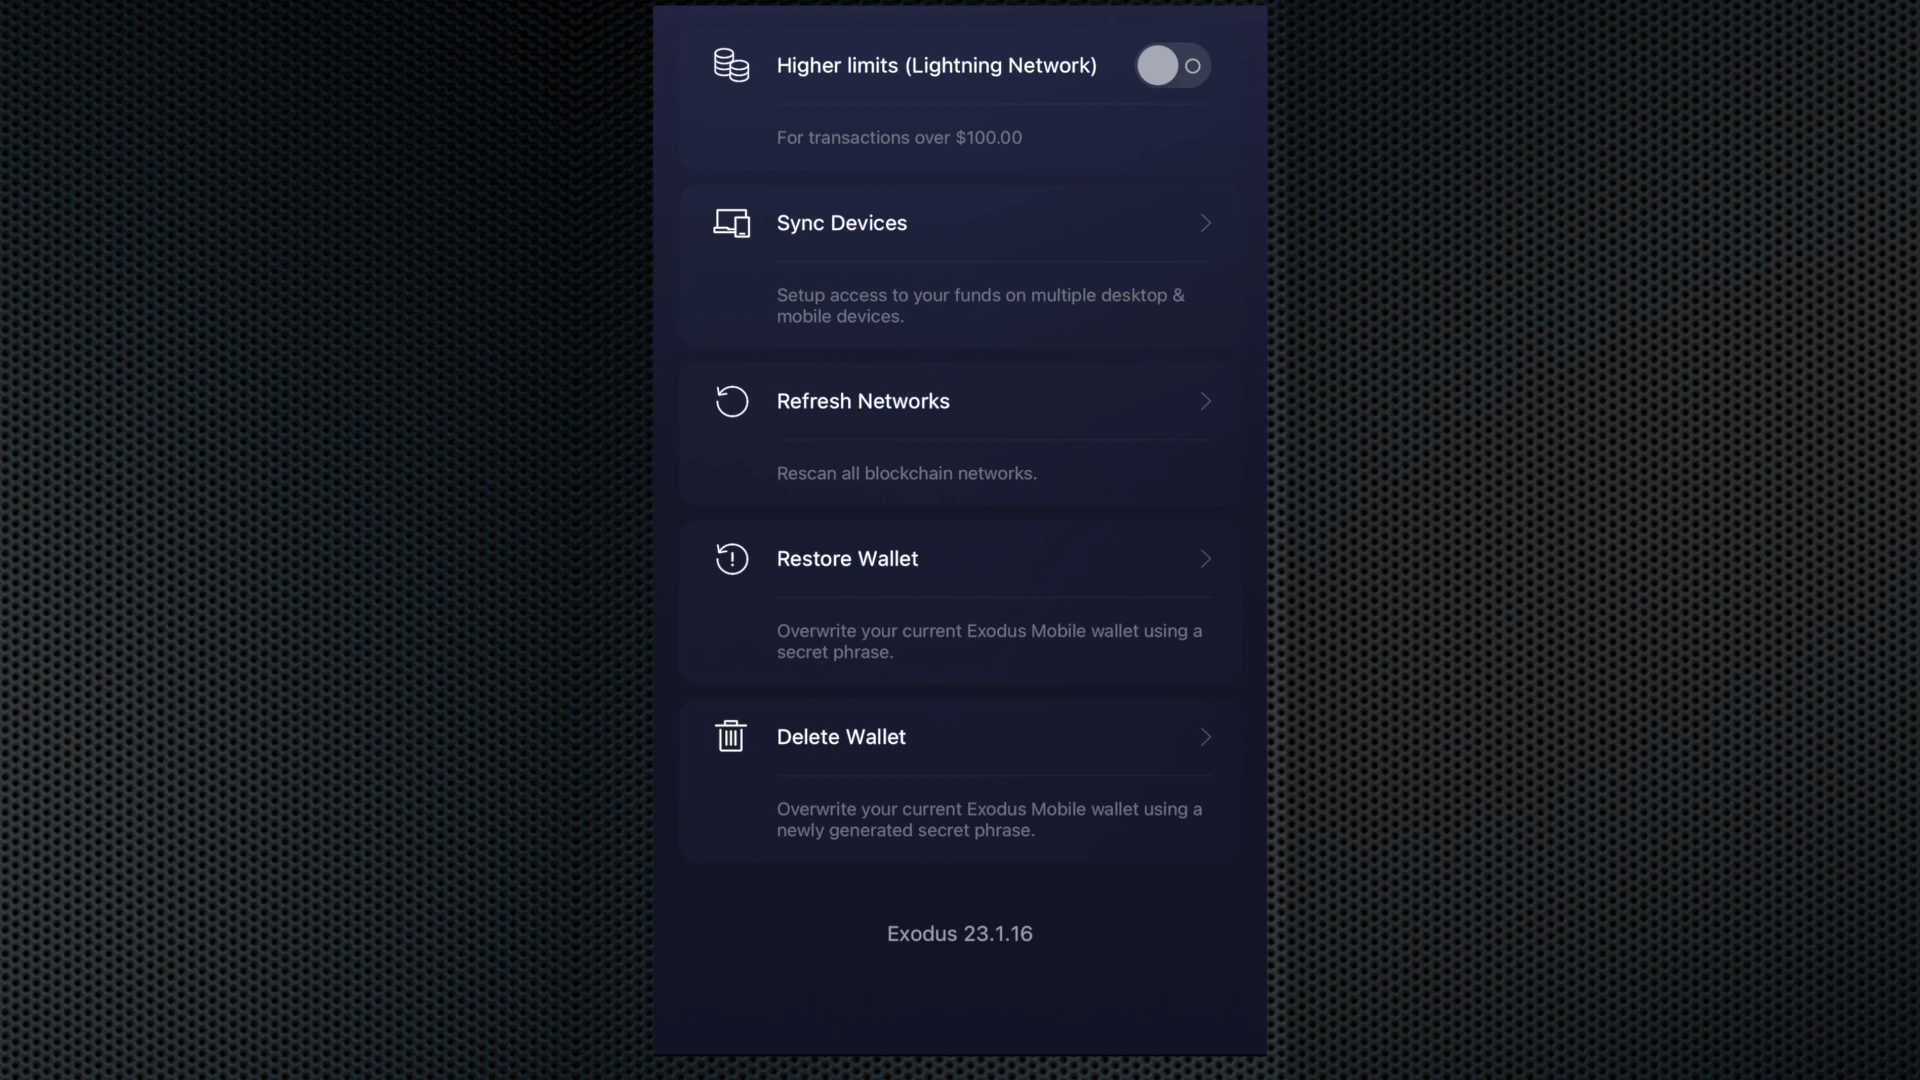 Higher limits (Lightning Network)
For transactions over $100.00
Sync Devices
Setup access to your funds on multiple desktop &
mobile devices.
Refresh Networks
Rescan all blockchain networks.
Restore Wallet
Overwrite your current Exodus Mobile wallet using a
secret phrase.
Delete Wallet
Overwrite your current Exodus Mobile wallet using a
newly generated secret phrase.
Exodus 23.1.16